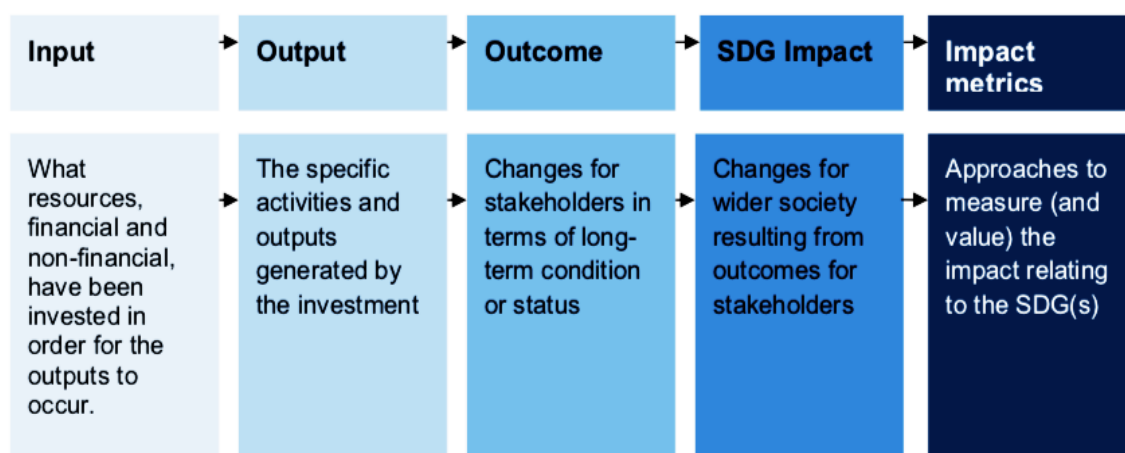 Input
Output
Outcome
SDG Impact
Impact
metrics
What
resources,
financial and
non-financial,
have been
invested in
order for the
outputs to
occur.
The specific
activities and
outputs
generated by
the investment
Changes for
stakeholders in
terms of long-
term condition
or status
Changes for
wider society
resulting from
outcomes for
stakeholders
Approaches to
measure (and
value) the
impact relating
to the SDG(s)